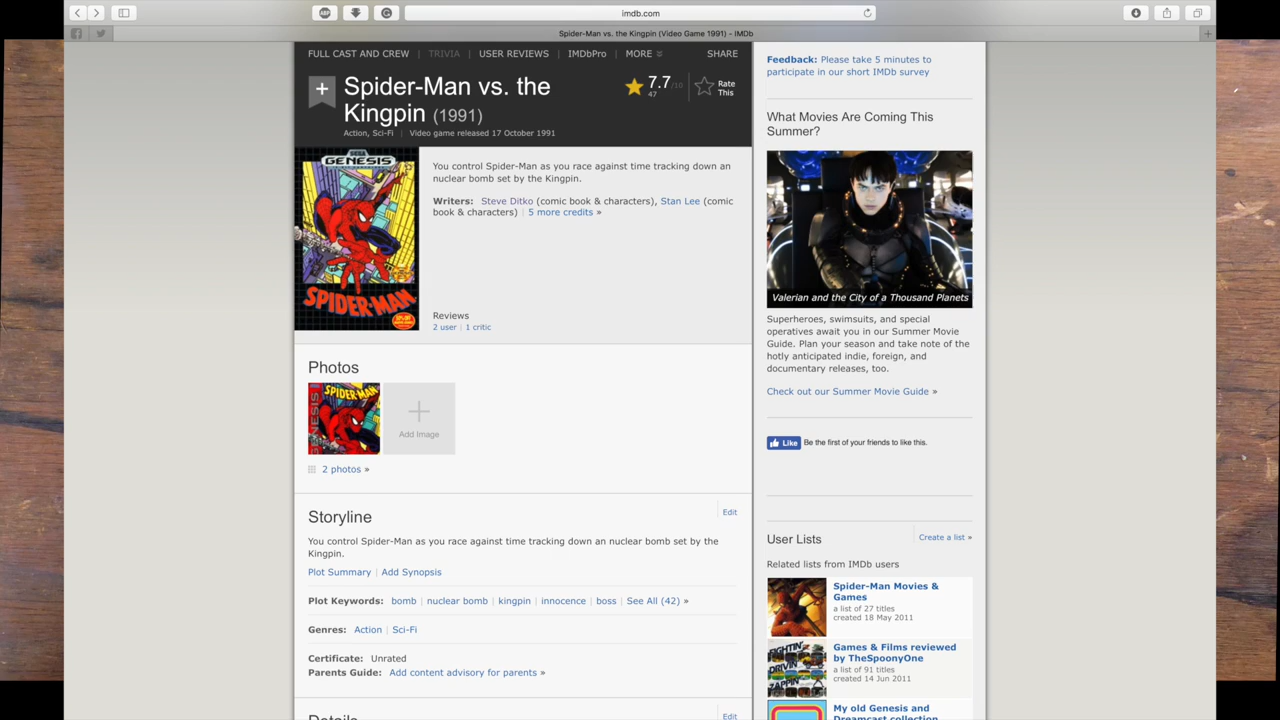 imdb.com
Spider-Man vs. the Kingpin (Video Game 1991) - IMDb
FULL CAST AND CREW | TRIVIA | USER REVIEWS | IMDbPro | MORE SHARE
Spider-Man vs. the
Kingpin (1991)
7.7/10
47
Rate
This
Action, Sci-Fi | Video game released 17 October 1991
SEGA
GENESIS
SPIDER-MAN
You control Spider-Man as you race against time tracking down an
nuclear bomb set by the Kingpin.
Writers: Steve Ditko (comic book & characters), Stan Lee (comic
book & characters) | 5 more credits »
Reviews
2 user | 1 critic
Photos
GENESIS
SPIDER-MAN
Add Image
2 photos »
Storyline
Edit
You control Spider-Man as you race against time tracking down an nuclear bomb set by the
Kingpin.
Plot Summary | Add Synopsis
Plot Keywords: bomb | nuclear bomb | kingpin | innocence | boss | See All (42) »
Genres: Action | Sci-Fi
Certificate: Unrated
Parents Guide: Add content advisory for parents »
Details
Edit
Feedback: Please take 5 minutes to
participate in our short IMDb survey
What Movies Are Coming This
Summer?
Valerian and the City of a Thousand Planets
Superheroes, swimsuits, and special
operatives await you in our Summer Movie
Guide. Plan your season and take note of the
hotly anticipated indie, foreign, and
documentary releases, too.
Check out our Summer Movie Guide »
Like Be the first of your friends to like this.
User Lists
Create a list »
Related lists from IMDb users
Spider-Man Movies &
Games
a list of 27 titles
created 18 May 2011
FIGHTIN'
DRIVIN'
ZAPPIN'
Games & Films reviewed
by TheSpoonyOne
a list of 91 titles
created 14 Jun 2011
My old Genesis and
Dreamcast collection